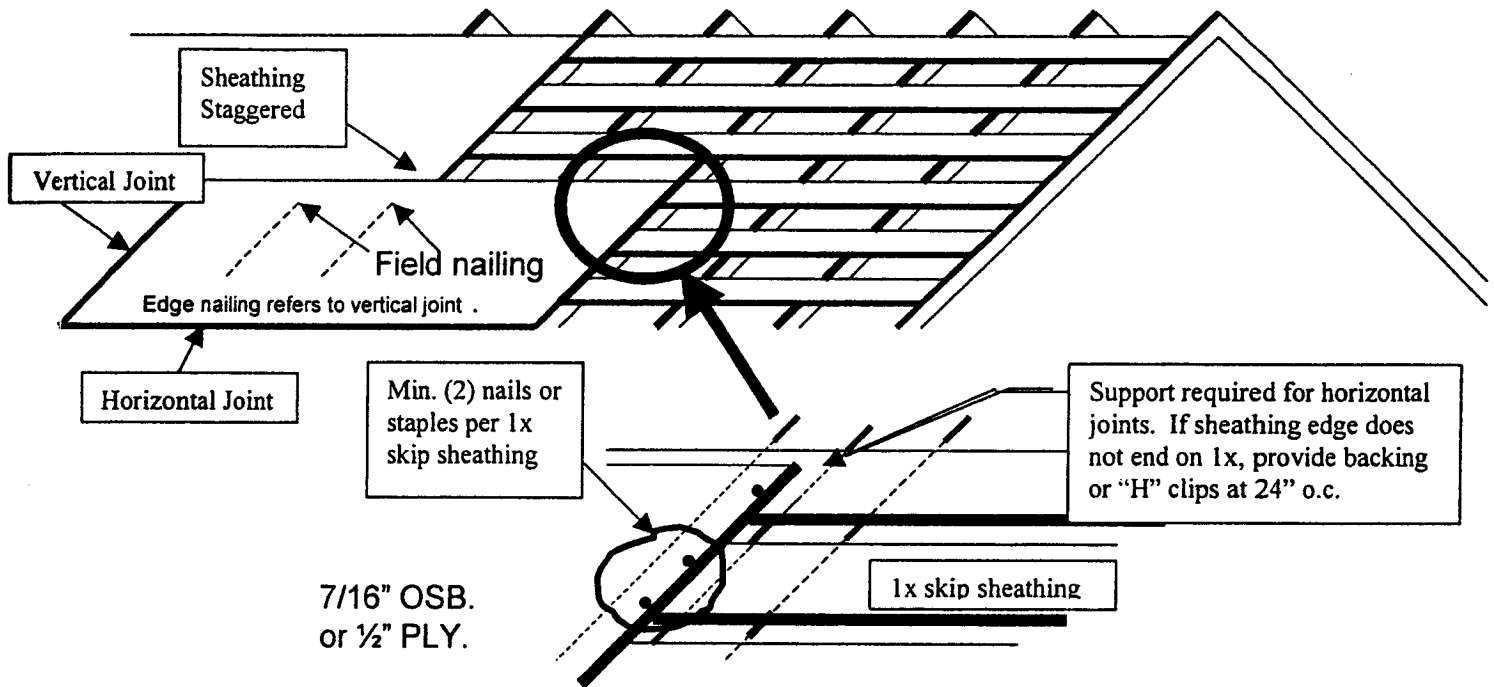 Sheathing
Staggered
Vertical Joint
Field nailing
Edge nailing refers to vertical joint .
Horizontal Joint
Min. (2) nails or
staples per 1x
skip sheathing
Support required for horizontal
joints. If sheathing edge does
not end on 1x, provide backing
or “H” clips at 24” o.c.
1x skip sheathing
7/16” OSB.
or ½” PLY.